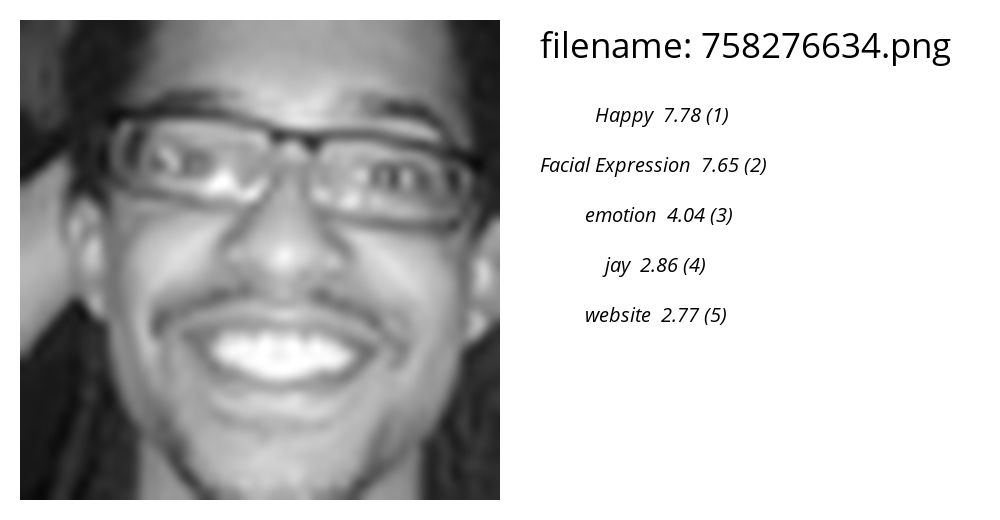 filename: 758276634.png
Happy 7.78 (1)
Facial Expression 7.65 (2)
emotion 4.04 (3)
jay 2.86 (4)
website 2.77 (5)